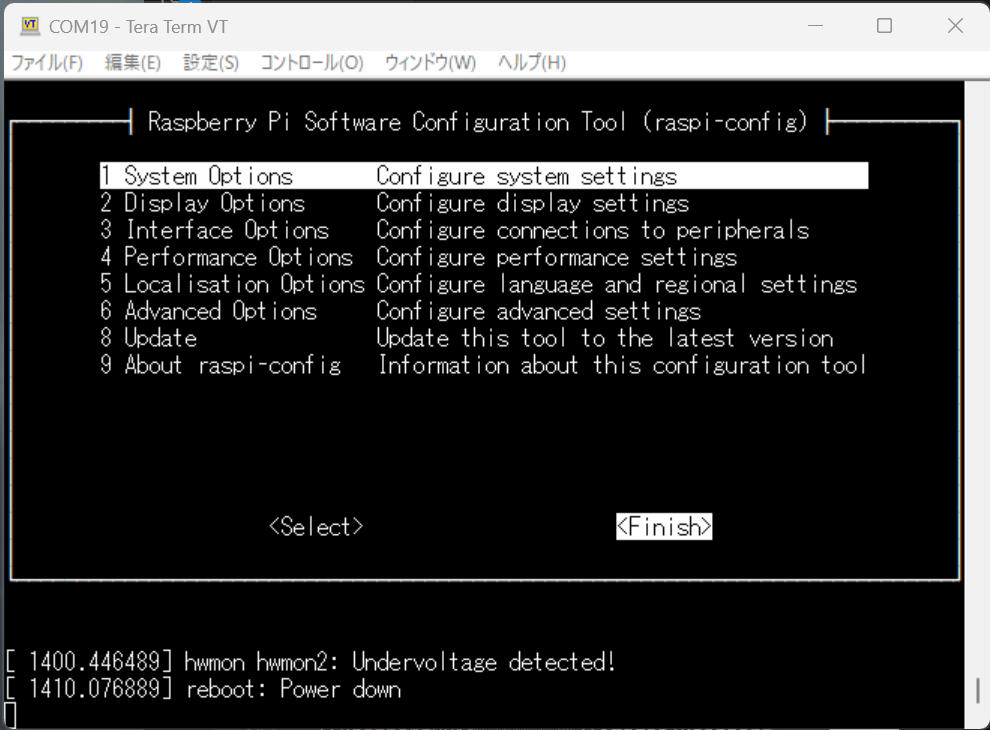 COM19 - Tera Term VT
ファイル(F) 編集(E) 設定(S) コントロール(O) ウィンドウ(W) ヘルプ(H)
Raspberry Pi Software Configuration Tool (raspi-config)
1 System Options Configure system settings
2 Display Options Configure display settings
3 Interface Options Configure connections to peripherals
4 Performance Options Configure performance settings
5 Localisation Options Configure language and regional settings
6 Advanced Options Configure advanced settings
8 Update Update this tool to the latest version
9 About raspi-config Information about this configuration tool
<Select> <Finish>
[ 1400.446489] hwmon hwmon2: Undervoltage detected!
[ 1410.076889] reboot: Power down